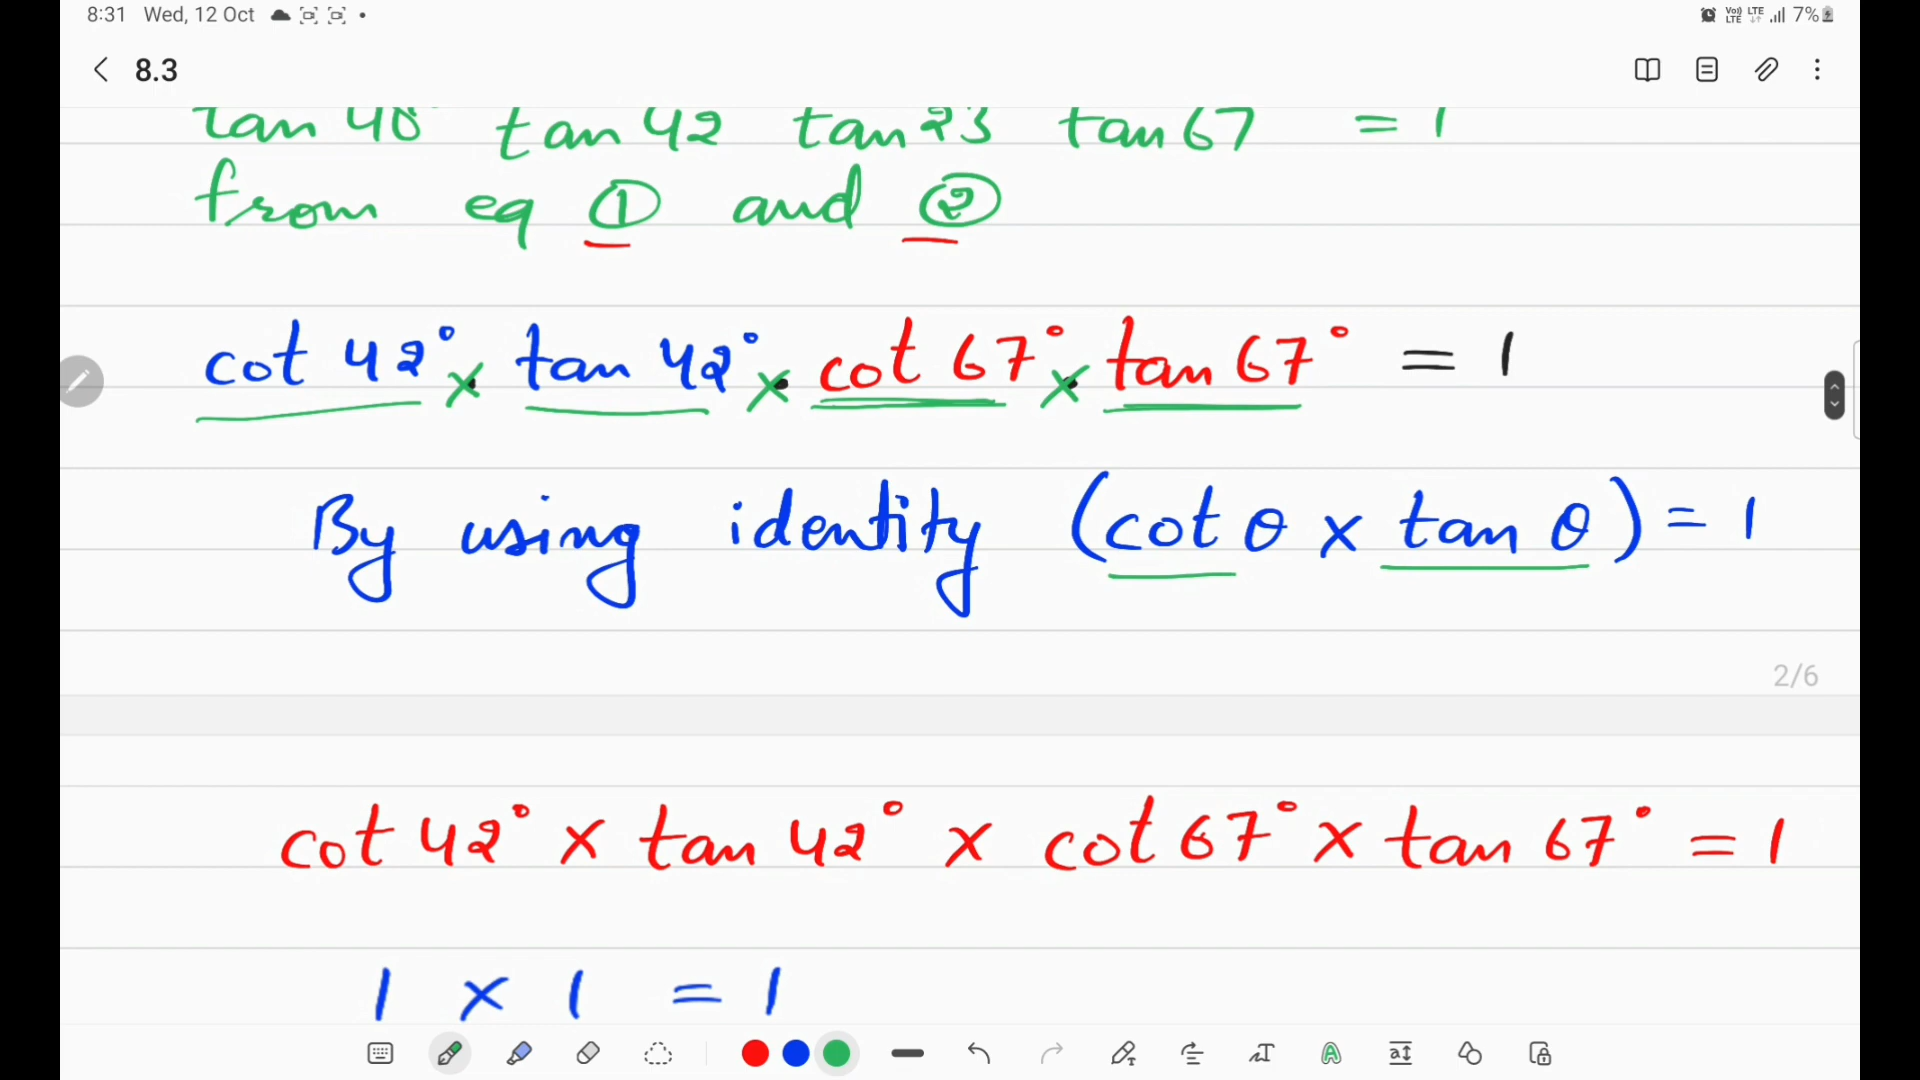 8:31 Wed, 12 Oct
7%
8.3
tan 48° tan 42 tan 23 tan 67 = 1
from eq ① and ②
cot 42° × tan 42° × cot 67° × tan 67° = 1
By using identity (cot θ × tan θ) = 1
2/6
cot 42° × tan 42° × cot 67° × tan 67° = 1
1 × 1 = 1